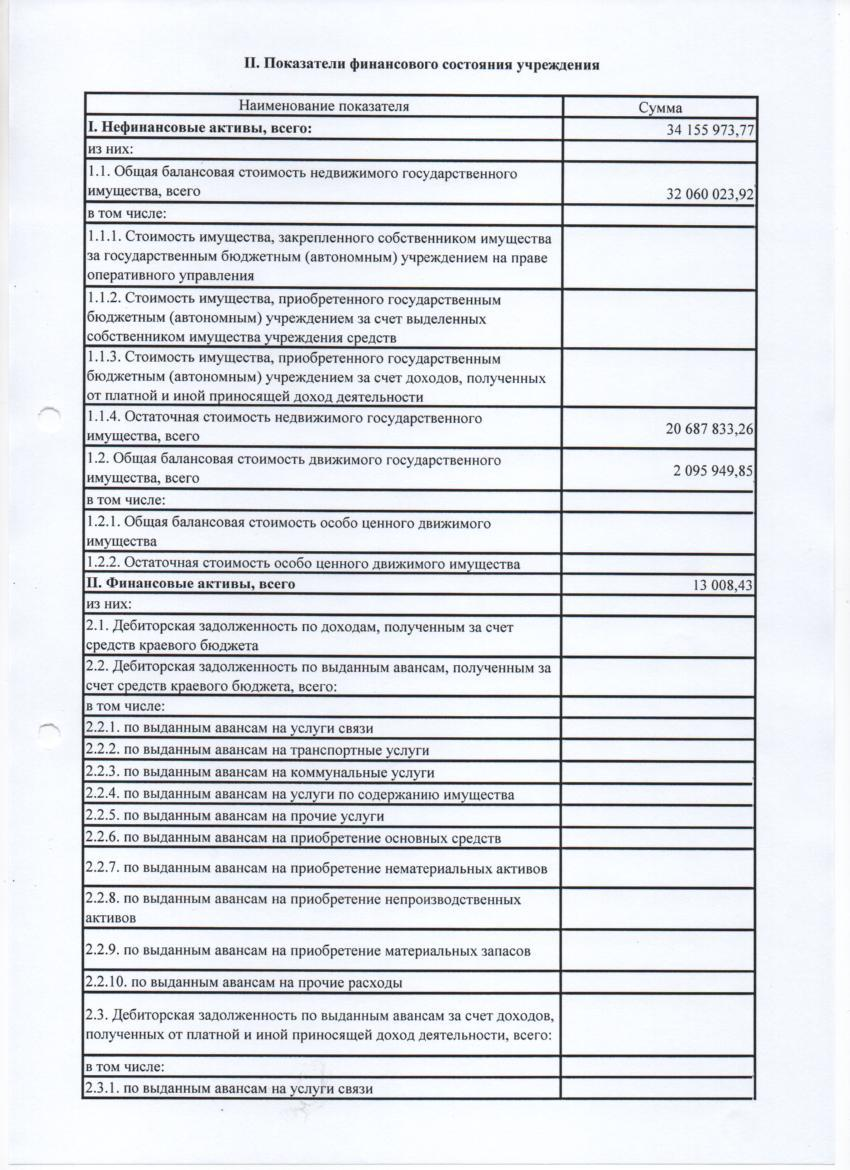 II. Показатели финансового состояния учреждения
Наименование показателя
Сумма
I. Нефинансовые активы, всего:
34 155 973,77
из них:
1.1. Общая балансовая стоимость недвижимого государственного
имущества, всего
32 060 023,92
в том числе:
1.1.1. Стоимость имущества, закрепленного собственником имущества
за государственным бюджетным (автономным) учреждением на праве
оперативного управления
1.1.2. Стоимость имущества, приобретенного государственным
бюджетным (автономным) учреждением за счет выделенных
собственником имущества учреждения средств
1.1.3. Стоимость имущества, приобретенного государственным
бюджетным (автономным) учреждением за счет доходов, полученных
от платной и иной приносящей доход деятельности
1.1.4. Остаточная стоимость недвижимого государственного
имущества, всего
20 687 833,26
1.2. Общая балансовая стоимость движимого государственного
имущества, всего
2 095 949,85
в том числе:
1.2.1. Общая балансовая стоимость особо ценного движимого
имущества
1.2.2. Остаточная стоимость особо ценного движимого имущества
II. Финансовые активы, всего
13 008,43
из них:
2.1. Дебиторская задолженность по доходам, полученным за счет
средств краевого бюджета
2.2. Дебиторская задолженность по выданным авансам, полученным за
счет средств краевого бюджета, всего:
в том числе:
2.2.1. по выданным авансам на услуги связи
2.2.2. по выданным авансам на транспортные услуги
2.2.3. по выданным авансам на коммунальные услуги
2.2.4. по выданным авансам на услуги по содержанию имущества
2.2.5. по выданным авансам на прочие услуги
2.2.6. по выданным авансам на приобретение основных средств
2.2.7. по выданным авансам на приобретение нематериальных активов
2.2.8. по выданным авансам на приобретение непроизводственных
активов
2.2.9. по выданным авансам на приобретение материальных запасов
2.2.10. по выданным авансам на прочие расходы
2.3. Дебиторская задолженность по выданным авансам за счет доходов,
полученных от платной и иной приносящей доход деятельности, всего:
в том числе:
2.3.1. по выданным авансам на услуги связи